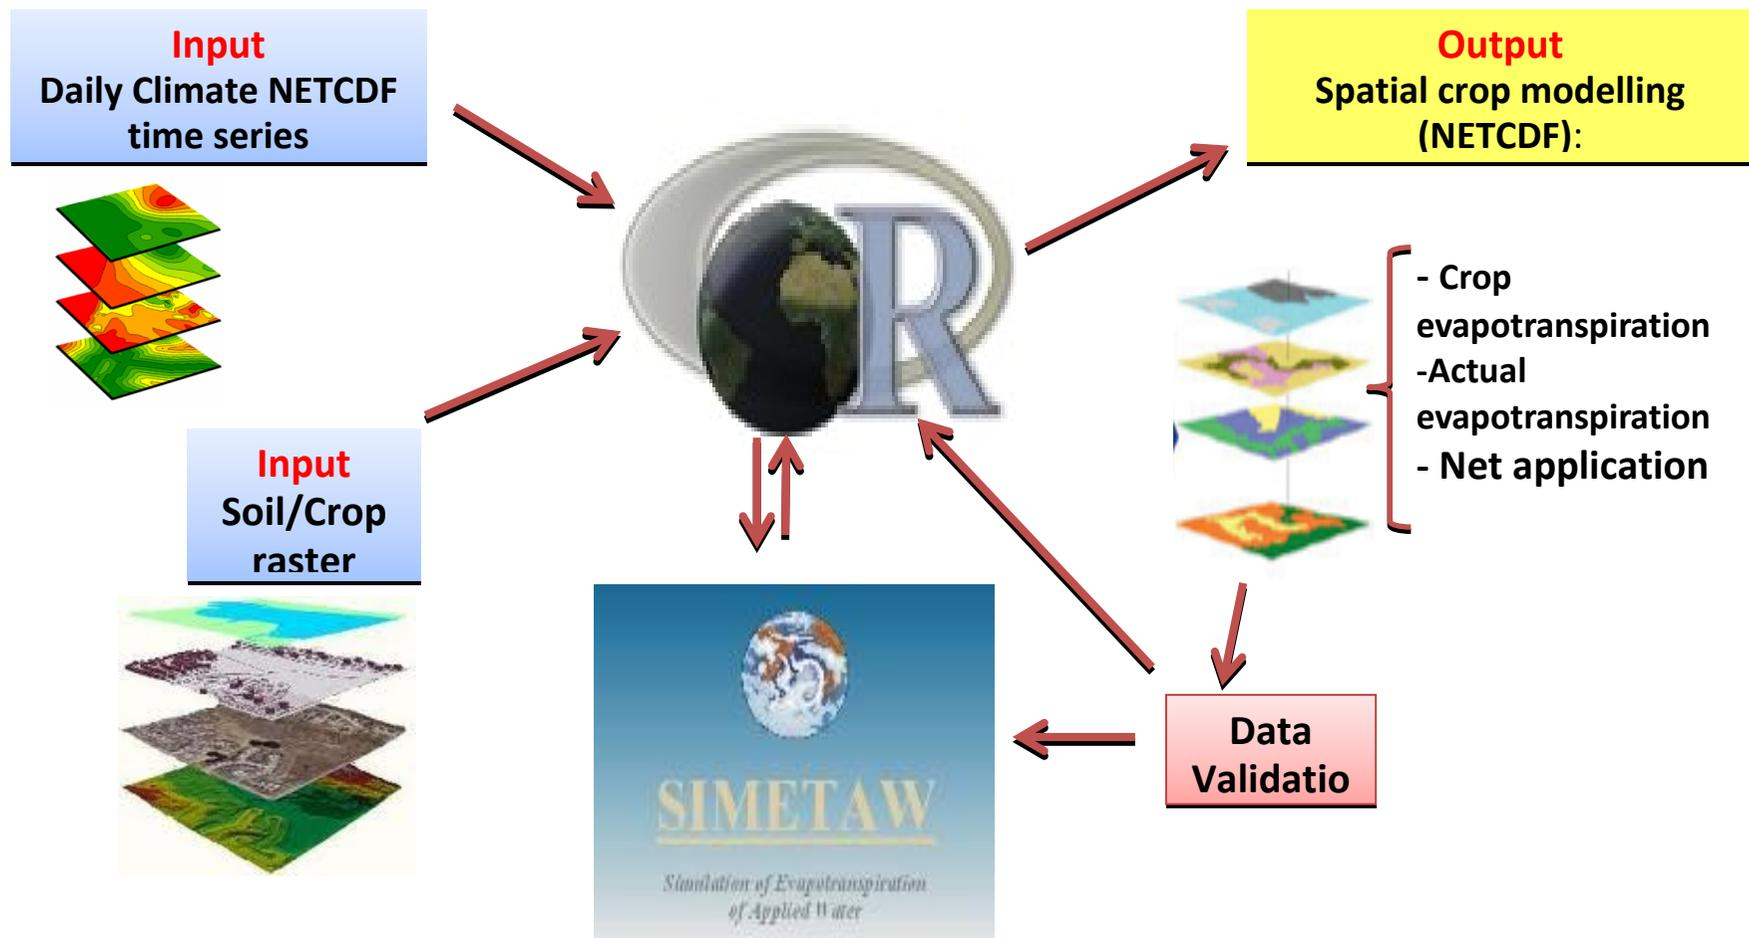 Input
Daily Climate NETCDF
time series
Output
Spatial crop modelling
(NETCDF):
R
- Crop
evapotranspiration
-Actual
evapotranspiration
- Net application
Input
Soil/Crop
raster
Data
Validatio
SIMETAW
Simulation of Evapotranspiration
of Applied Water